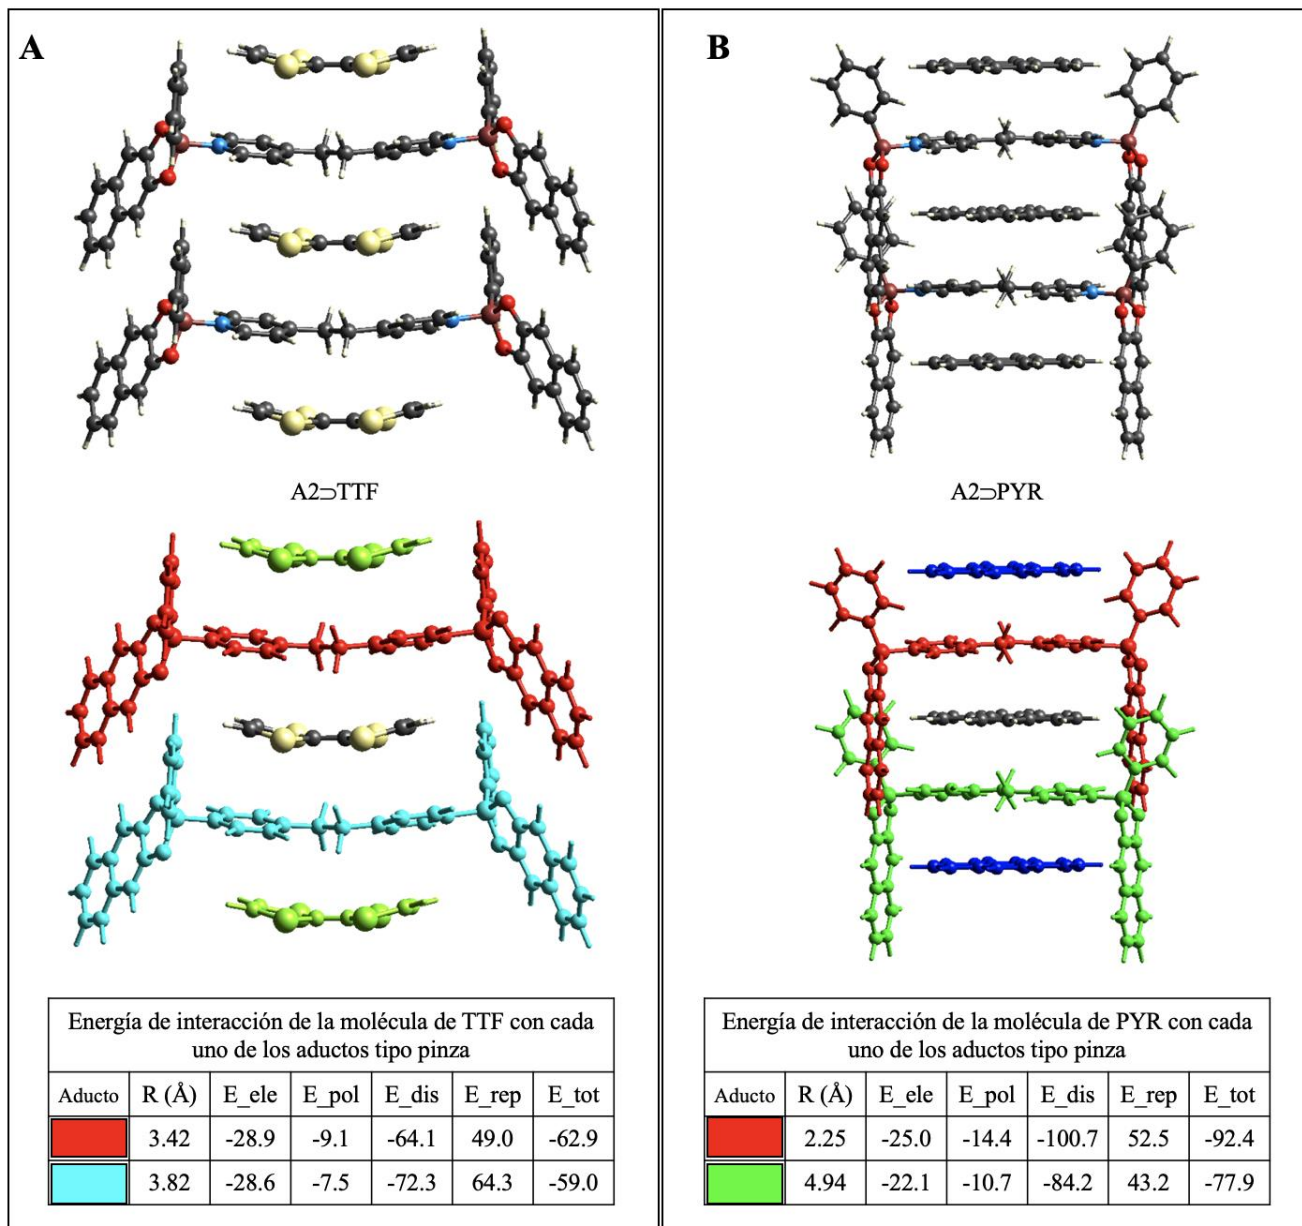 A
B
A2⊃TTF
A2⊃PYR
Energía de interacción de la molécula de TTF con cada
uno de los aductos tipo pinza
Aducto R (Å) E_ele E_pol E_dis E_rep E_tot
3.42 -28.9 -9.1 -64.1 49.0 -62.9
3.82 -28.6 -7.5 -72.3 64.3 -59.0
Energía de interacción de la molécula de PYR con cada
uno de los aductos tipo pinza
Aducto R (Å) E_ele E_pol E_dis E_rep E_tot
2.25 -25.0 -14.4 -100.7 52.5 -92.4
4.94 -22.1 -10.7 -84.2 43.2 -77.9